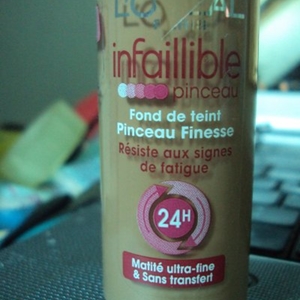 infaillible
pinceau
Fond de teint
Pinceau Finesse
Résiste aux signes
de fatigue
24H
Matité ultra-fine
& Sans transfert